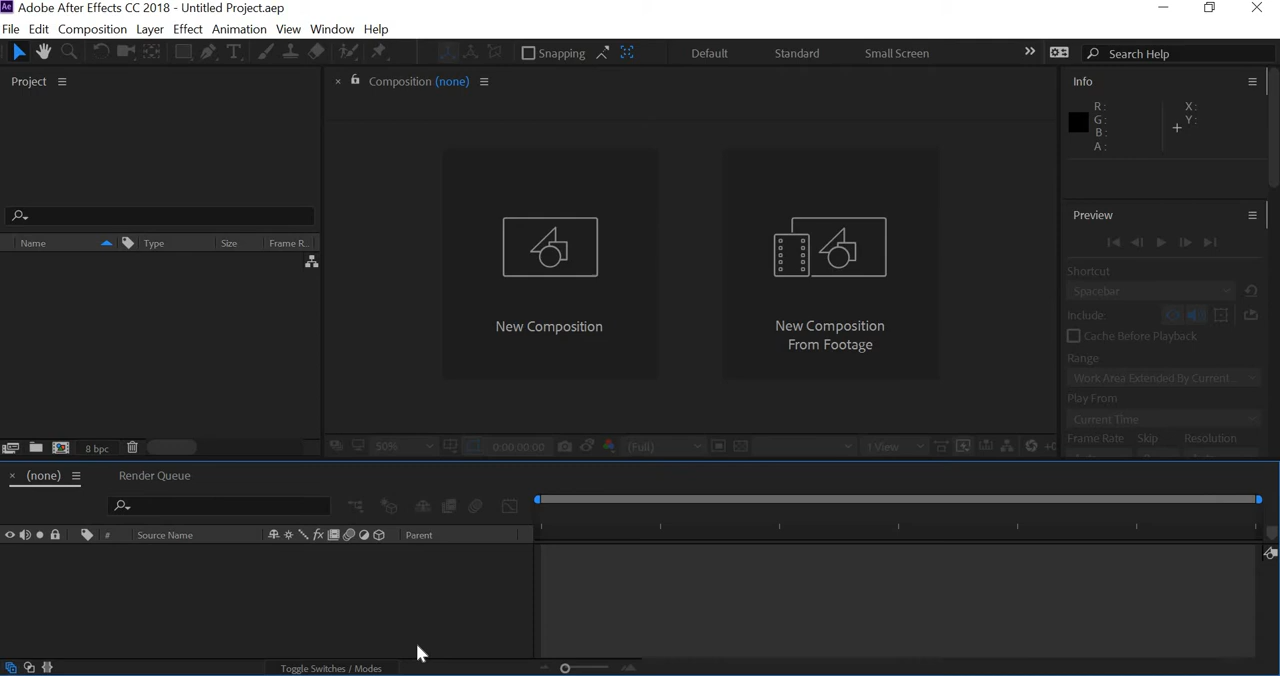 Ae Adobe After Effects CC 2018 - Untitled Project.aep
File Edit Composition Layer Effect Animation View Window Help
Snapping Default Standard Small Screen » Search Help
Project
Composition (none)
Info
R: X:
G: Y:
B:
A:
New Composition
New Composition
From Footage
Name Type Size Frame R...
Preview
Shortcut
Spacebar
Include:
Cache Before Playback
Range
Work Area Extended By Current...
Play From
Current Time
Frame Rate Skip Resolution
8 bpc
50% 0:00:00:00 (Full) 1 View
(none) Render Queue
# Source Name fx Parent
Toggle Switches / Modes